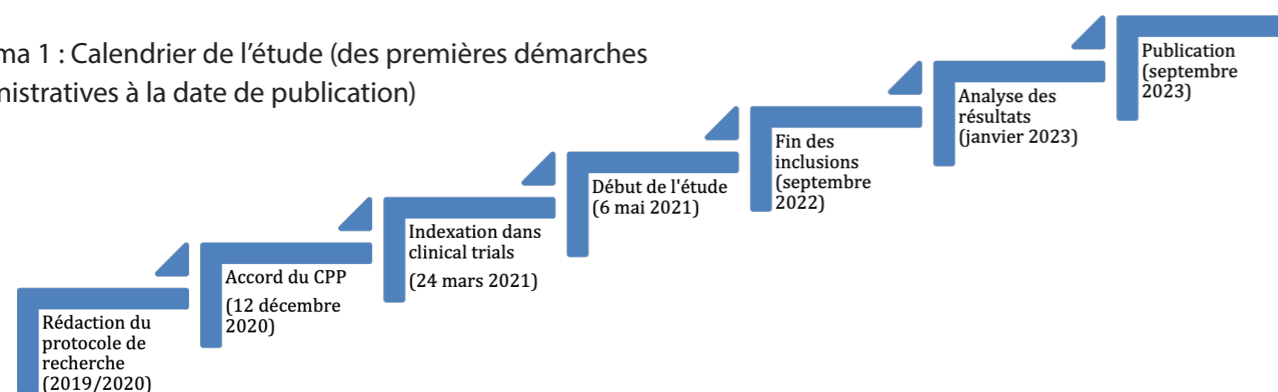 ma 1 : Calendrier de l’étude (des premières démarches
nistratives à la date de publication)
Rédaction du
protocole de
recherche
(2019/2020)
Accord du CPP
(12 décembre
2020)
Indexation dans
clinical trials
(24 mars 2021)
Début de l'étude
(6 mai 2021)
Fin des
inclusions
(septembre
2022)
Analyse des
résultats
(janvier 2023)
Publication
(septembre
2023)